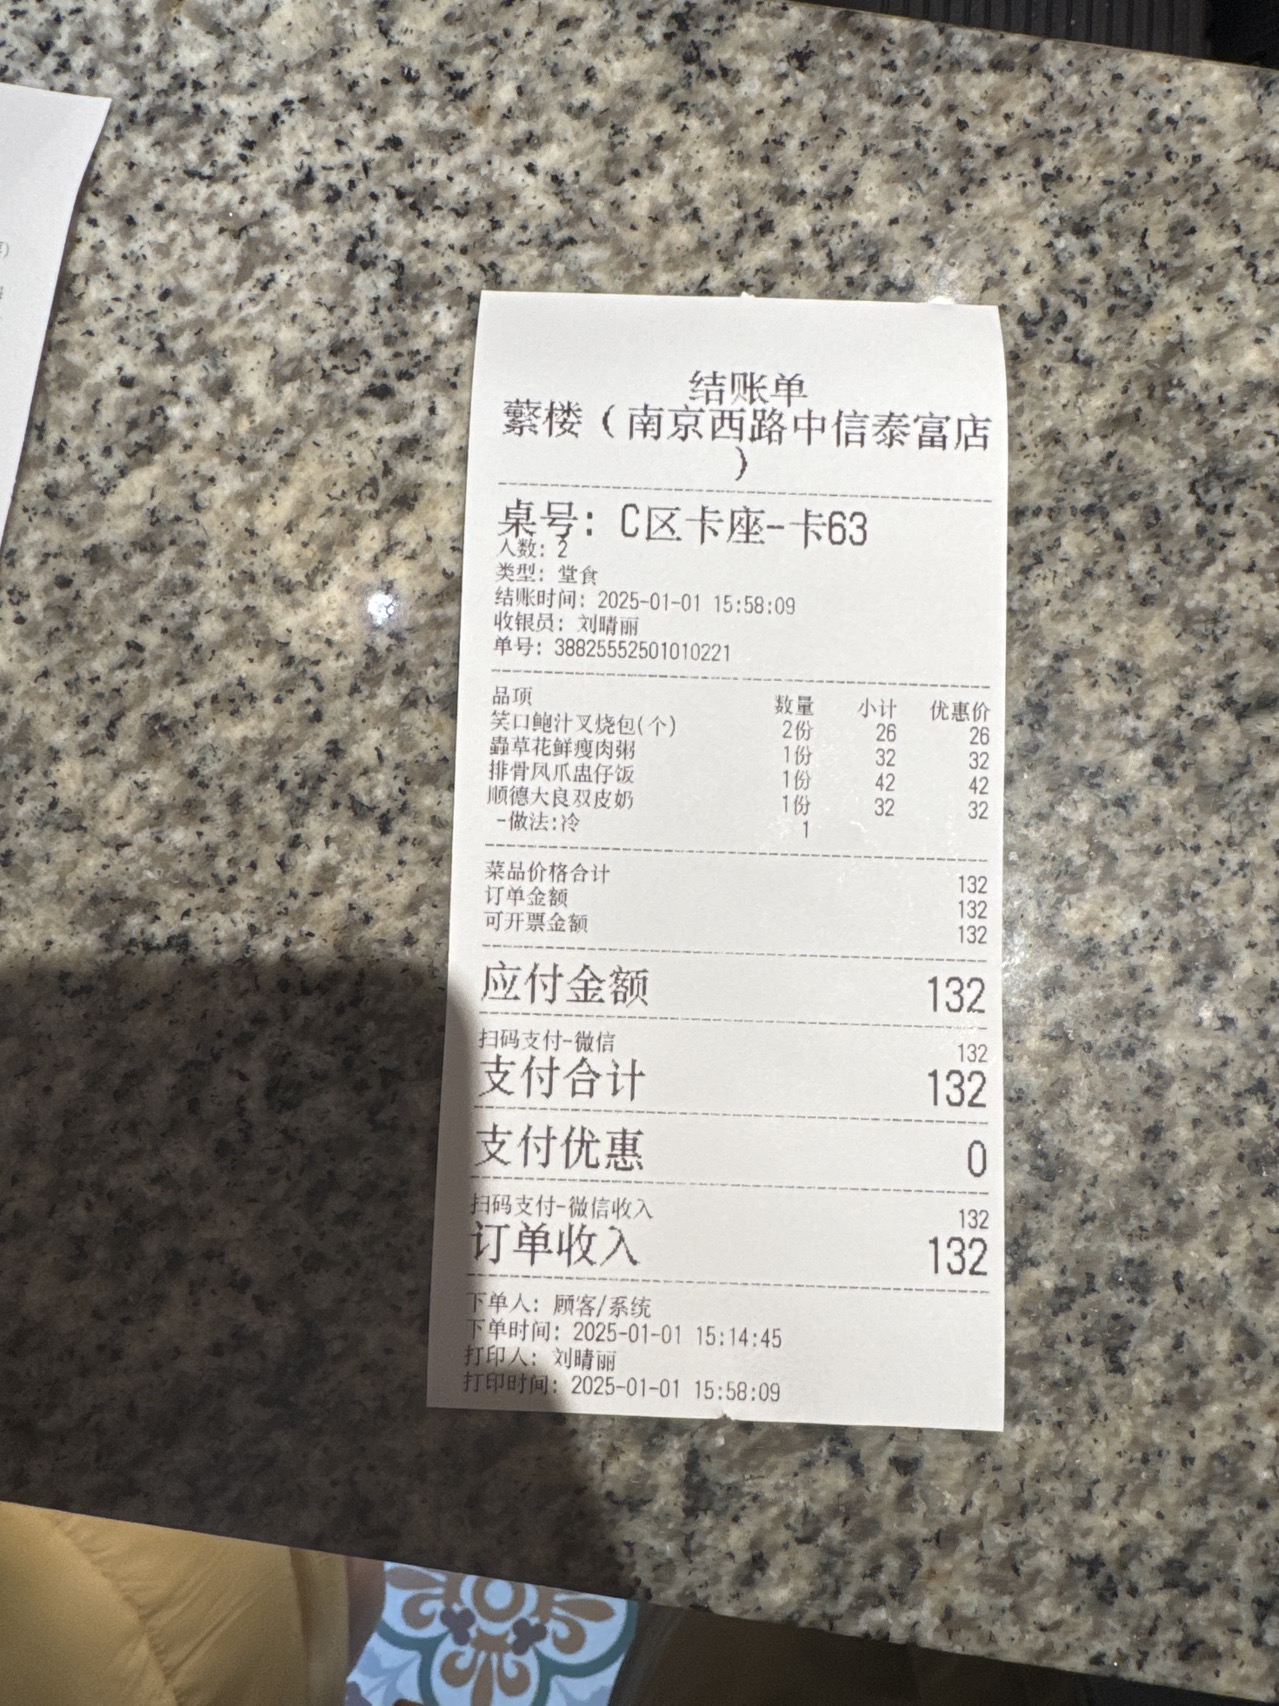 结账单
蘩楼（南京西路中信泰富店
）
桌号：C区卡座-卡63
人数：2
类型：堂食
结账时间：2025-01-01 15:58:09
收银员：刘晴丽
单号：38825552501010221
品项 数量 小计 优惠价
笑口鲍汁叉烧包(个) 2份 26 26
蟲草花鲜瘦肉粥 1份 32 32
排骨凤爪盅仔饭 1份 42 42
顺德大良双皮奶 1份 32 32
-做法:冷 1
菜品价格合计 132
订单金额 132
可开票金额 132
应付金额 132
扫码支付-微信 132
支付合计 132
支付优惠 0
扫码支付-微信收入 132
订单收入 132
下单人：顾客/系统
下单时间：2025-01-01 15:14:45
打印人：刘晴丽
打印时间：2025-01-01 15:58:09